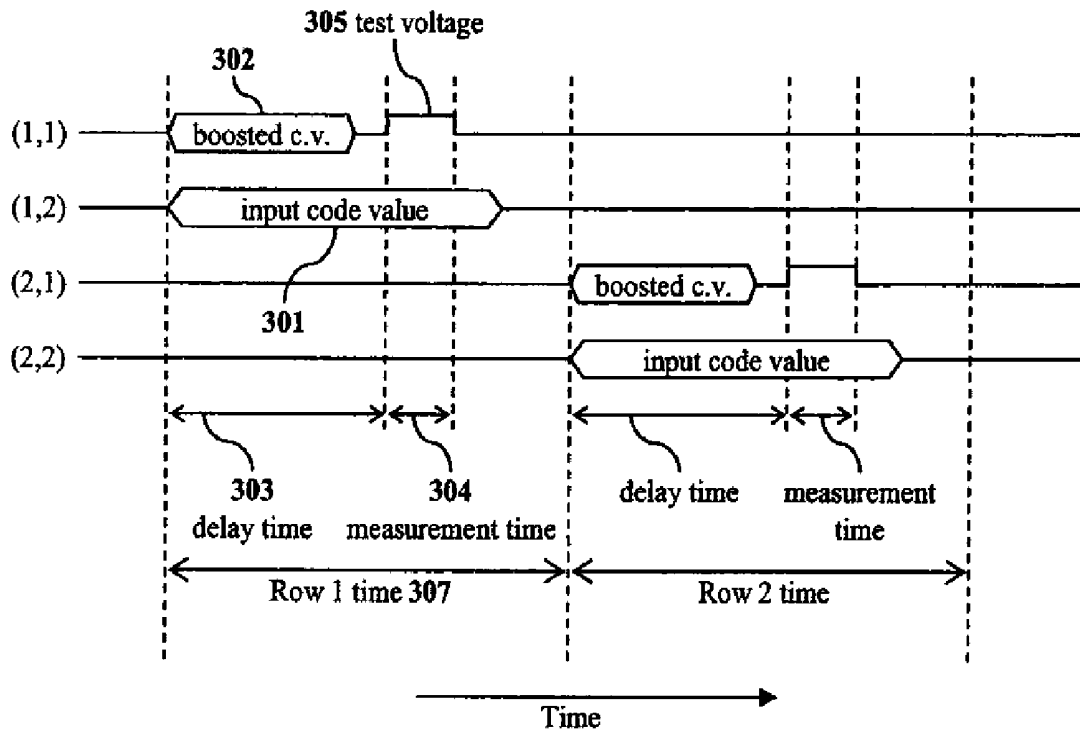 305 test voltage
302
(1,1)
boosted c.v.
(1,2)
input code value
(2,1)
boosted c.v.
301
(2,2)
input code value
303
delay time
304
measurement time
delay time
measurement
time
Row 1 time 307
Row 2 time
Time